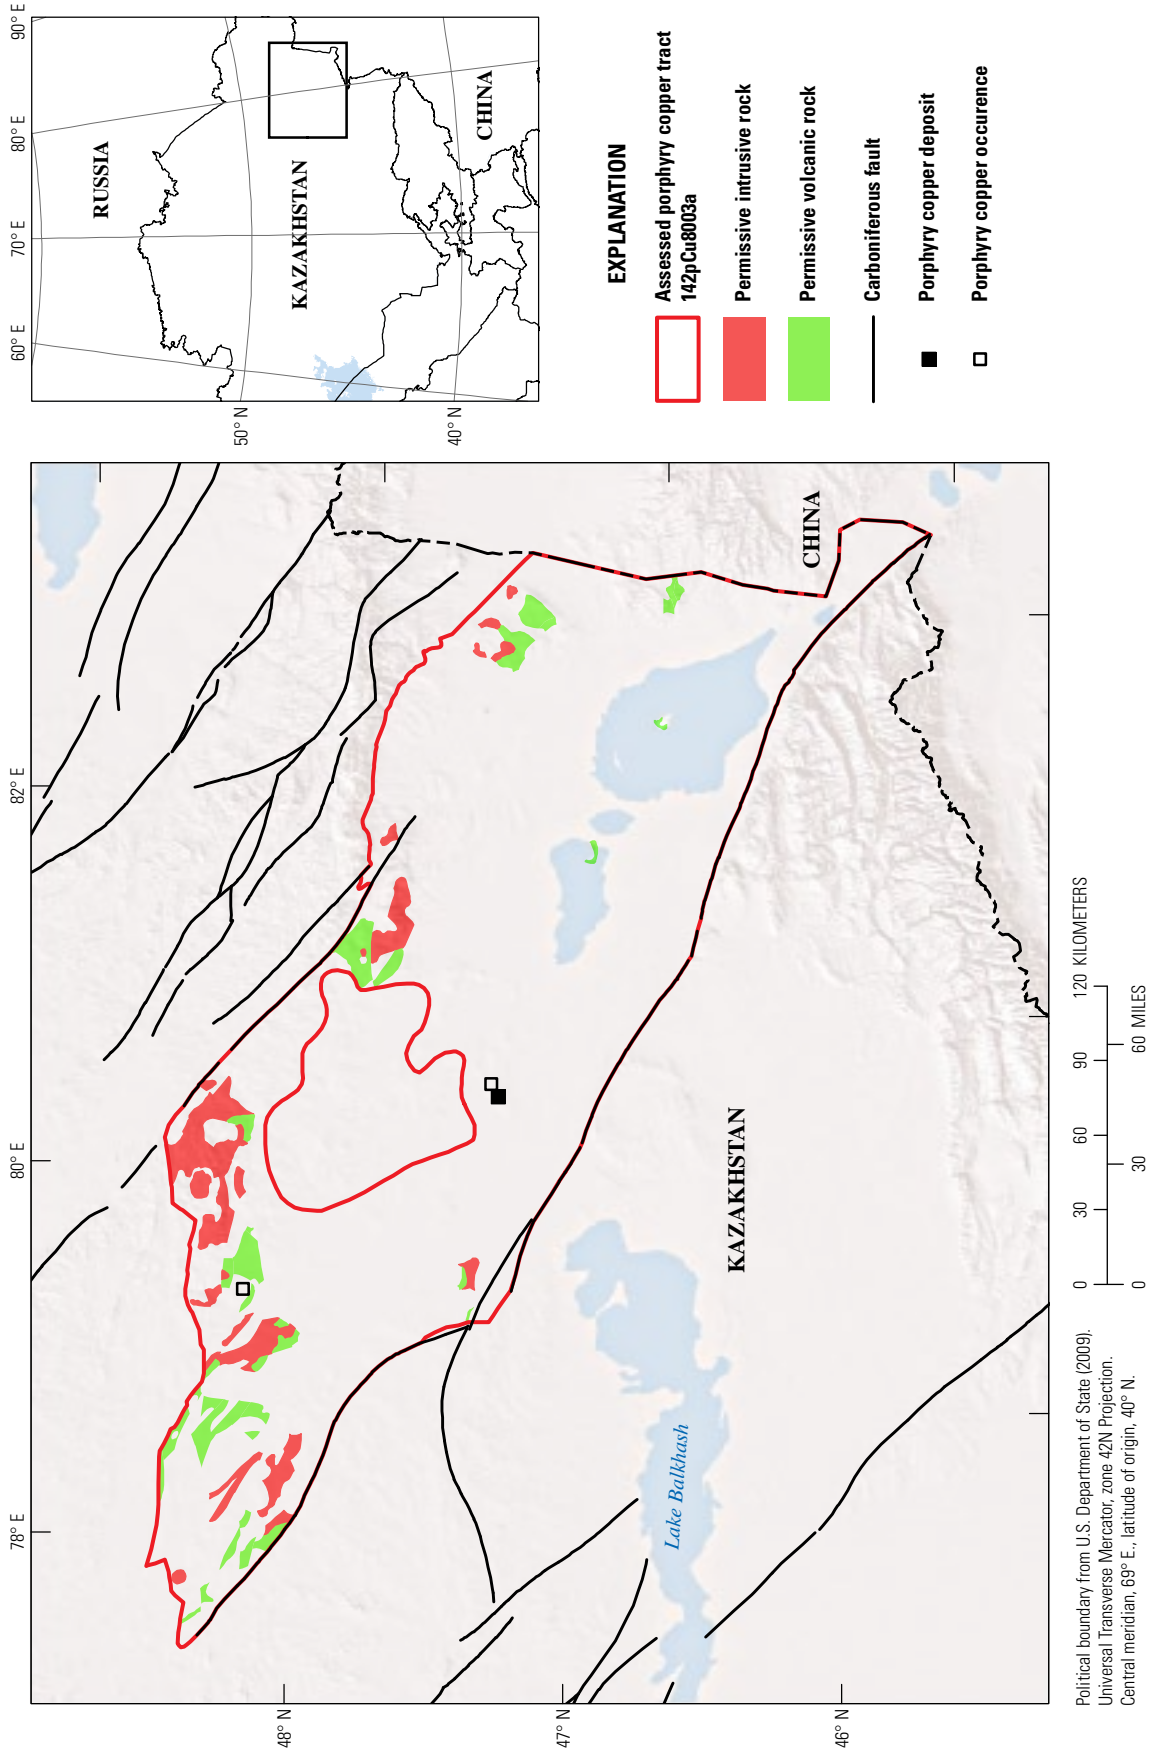 78° E
80° E
82° E
48° N
47° N
46° N
CHINA
KAZAKHSTAN
Lake Balkhash
60° E
70° E
80° E
90° E
50° N
40° N
RUSSIA
KAZAKHSTAN
CHINA
EXPLANATION
Assessed porphyry copper tract
142pCu8003a
Permissive intrusive rock
Permissive volcanic rock
Carboniferous fault
Porphyry copper deposit
Porphyry copper occurence
Political boundary from U.S. Department of State (2009).
Universal Transverse Mercator, zone 42N Projection.
Central meridian, 69° E., latitude of origin, 40° N.
0 30 60 90 120 KILOMETERS
0 30 60 MILES